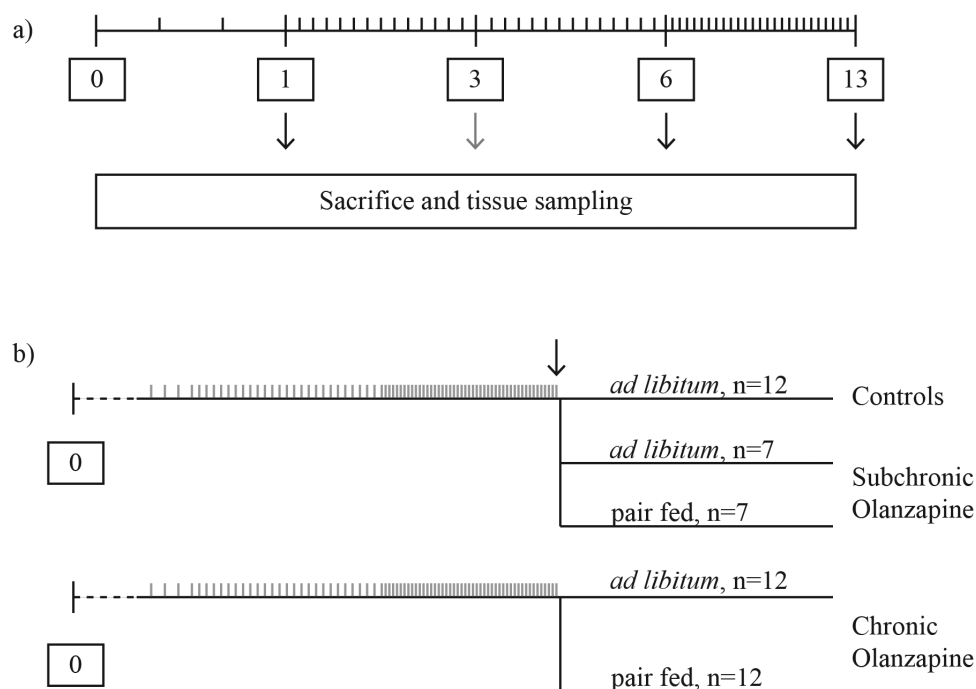 a)
0 1 3 6 13
Sacrifice and tissue sampling
b)
ad libitum, n=12
Controls
0
ad libitum, n=7
Subchronic
Olanzapine
pair fed, n=7
ad libitum, n=12
Chronic
Olanzapine
0
pair fed, n=12